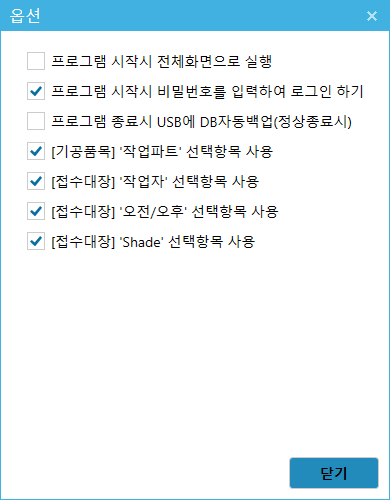 옵션
프로그램 시작시 전체화면으로 실행
프로그램 시작시 비밀번호를 입력하여 로그인 하기
프로그램 종료시 USB에 DB자동백업(정상종료시)
[기공품목] '작업파트' 선택항목 사용
[접수대장] '작업자' 선택항목 사용
[접수대장] '오전/오후' 선택항목 사용
[접수대장] 'Shade' 선택항목 사용
닫기